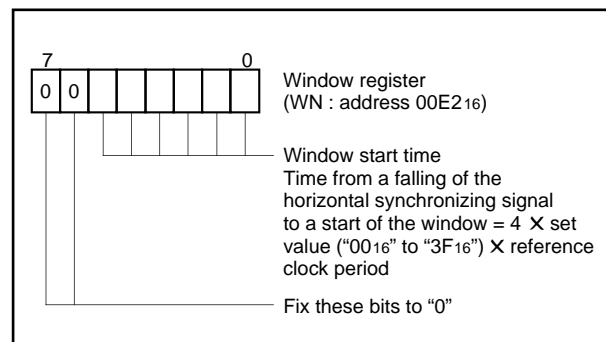 7 0
0 0
Window register
(WN : address 00E216)
Window start time
Time from a falling of the
horizontal synchronizing signal
to a start of the window = 4 × set
value (“0016” to “3F16”) × reference
clock period
Fix these bits to “0”